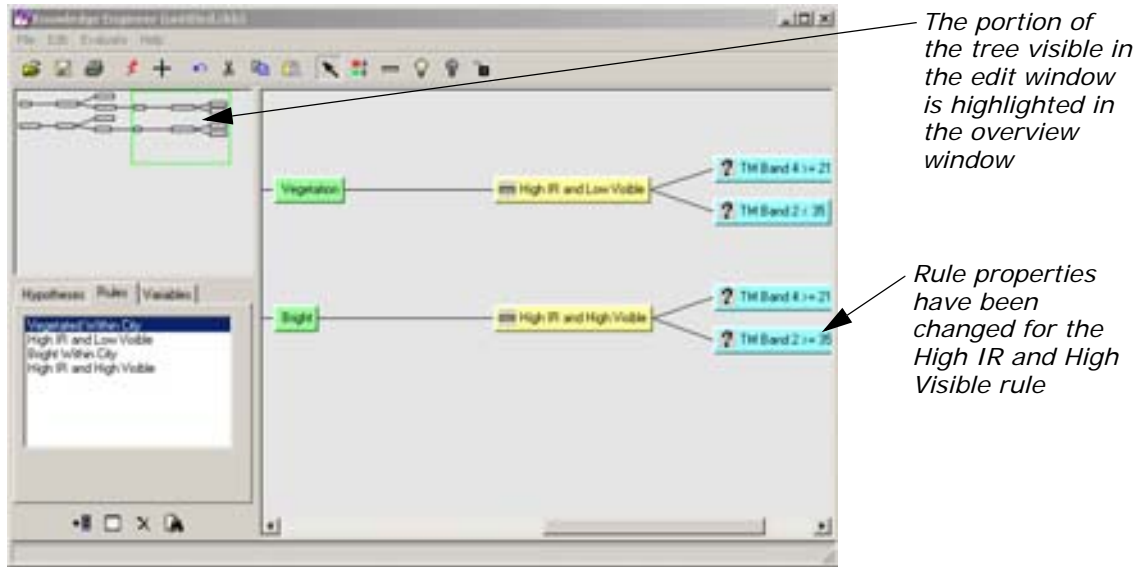 Knowledge Engineer (untitled.ckb)
File Edit Evaluate Help
The portion of
the tree visible in
the edit window
is highlighted in
the overview
window
Vegetation
High IR and Low Visible
TM Band 4 >= 21
TM Band 2 < 35
Hypotheses Rules Variables
Vegetated Within City
High IR and Low Visible
Bright Within City
High IR and High Visible
Bright
High IR and High Visible
TM Band 4 >= 21
TM Band 2 >= 35
Rule properties
have been
changed for the
High IR and High
Visible rule